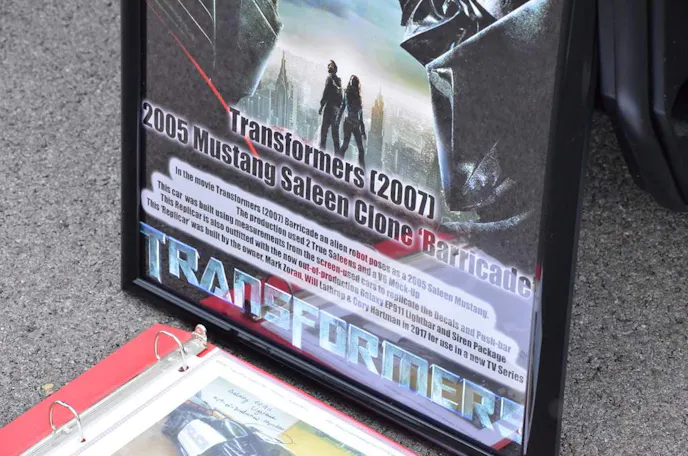 Transformers (2007)
2005 Mustang Saleen Clone 'Barricade
In the movie Transformers (2007) Barricade an alien robot poses as a 2005 Saleen Mustang.
The production used 2 True Saleens and a V6 Mock-Up
This car was built using measurements from the screen-used cars to replicate the Decals and Push-bar
This Replicar is also outfitted with the now out-of-production Galaxy EP911 Lightbar and Siren Package
This 'Replicar' was built by the owner, Mark Zoran, Will Lathrop & Cory Hartman in 2017 for use in a new TV Series
TRANSFORMERS